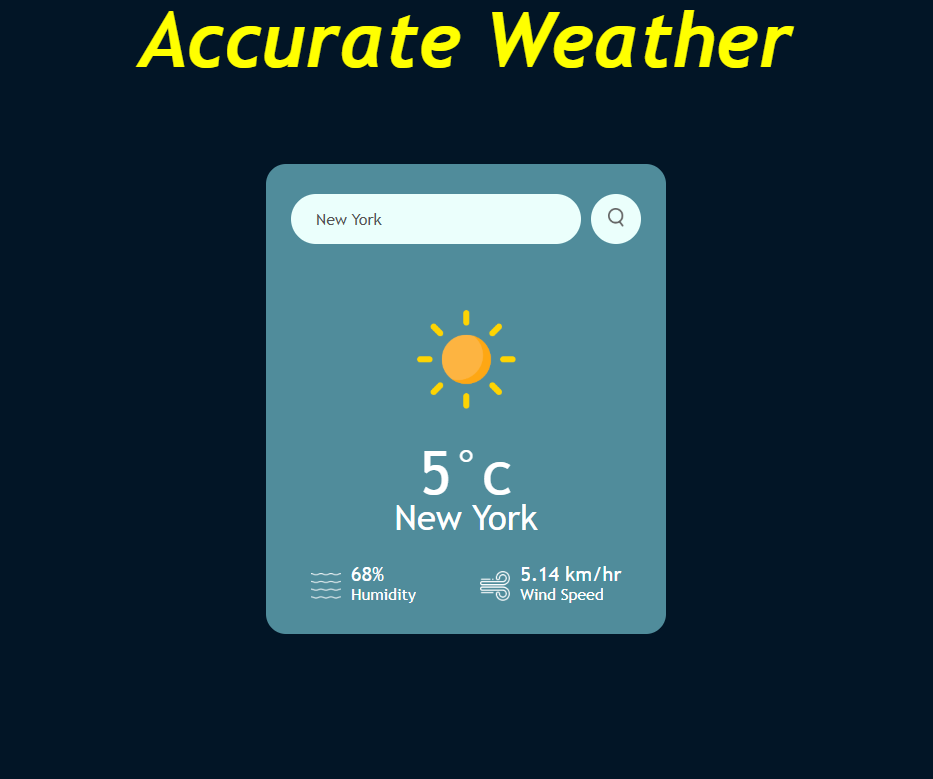 Accurate Weather
New York
5°c
New York
68%
Humidity
5.14 km/hr
Wind Speed